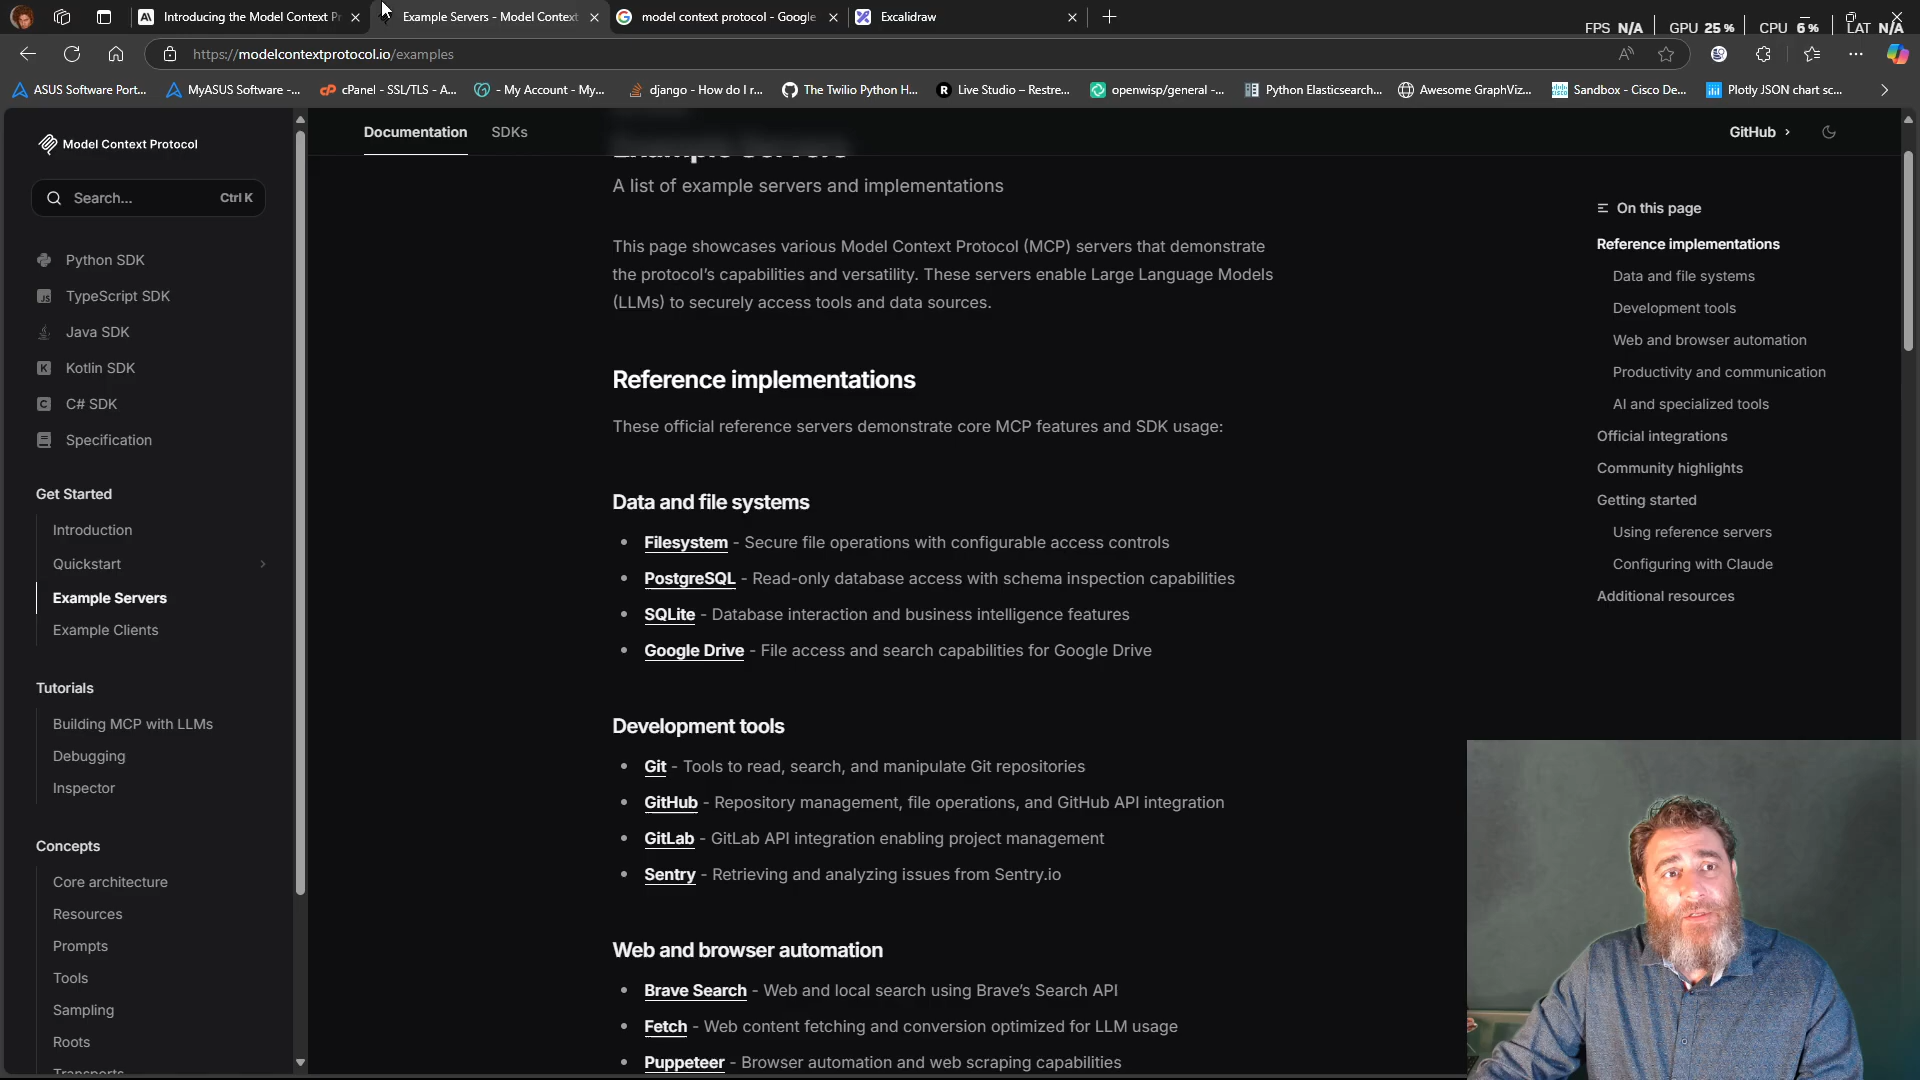 Introducing the Model Context Pr
Example Servers - Model Context
model context protocol - Google
Excalidraw
FPS N/A GPU 25 % CPU 6 % LAT N/A
https://modelcontextprotocol.io/examples
ASUS Software Port...
MyASUS Software -...
cPanel - SSL/TLS - A...
- My Account - My...
django - How do I r...
The Twilio Python H...
Live Studio – Restre...
openwisp/general -...
Python Elasticsearch...
Awesome GraphViz...
Sandbox - Cisco De...
Plotly JSON chart sc...
Model Context Protocol
Documentation
SDKs
GitHub
Search...
Ctrl K
Python SDK
TypeScript SDK
Java SDK
Kotlin SDK
C# SDK
Specification
Get Started
Introduction
Quickstart
Example Servers
Example Clients
Tutorials
Building MCP with LLMs
Debugging
Inspector
Concepts
Core architecture
Resources
Prompts
Tools
Sampling
Roots
Transports
Example Servers
A list of example servers and implementations
This page showcases various Model Context Protocol (MCP) servers that demonstrate
the protocol's capabilities and versatility. These servers enable Large Language Models
(LLMs) to securely access tools and data sources.
Reference implementations
These official reference servers demonstrate core MCP features and SDK usage:
Data and file systems
• Filesystem - Secure file operations with configurable access controls
• PostgreSQL - Read-only database access with schema inspection capabilities
• SQLite - Database interaction and business intelligence features
• Google Drive - File access and search capabilities for Google Drive
Development tools
• Git - Tools to read, search, and manipulate Git repositories
• GitHub - Repository management, file operations, and GitHub API integration
• GitLab - GitLab API integration enabling project management
• Sentry - Retrieving and analyzing issues from Sentry.io
Web and browser automation
• Brave Search - Web and local search using Brave's Search API
• Fetch - Web content fetching and conversion optimized for LLM usage
• Puppeteer - Browser automation and web scraping capabilities
On this page
Reference implementations
Data and file systems
Development tools
Web and browser automation
Productivity and communication
AI and specialized tools
Official integrations
Community highlights
Getting started
Using reference servers
Configuring with Claude
Additional resources